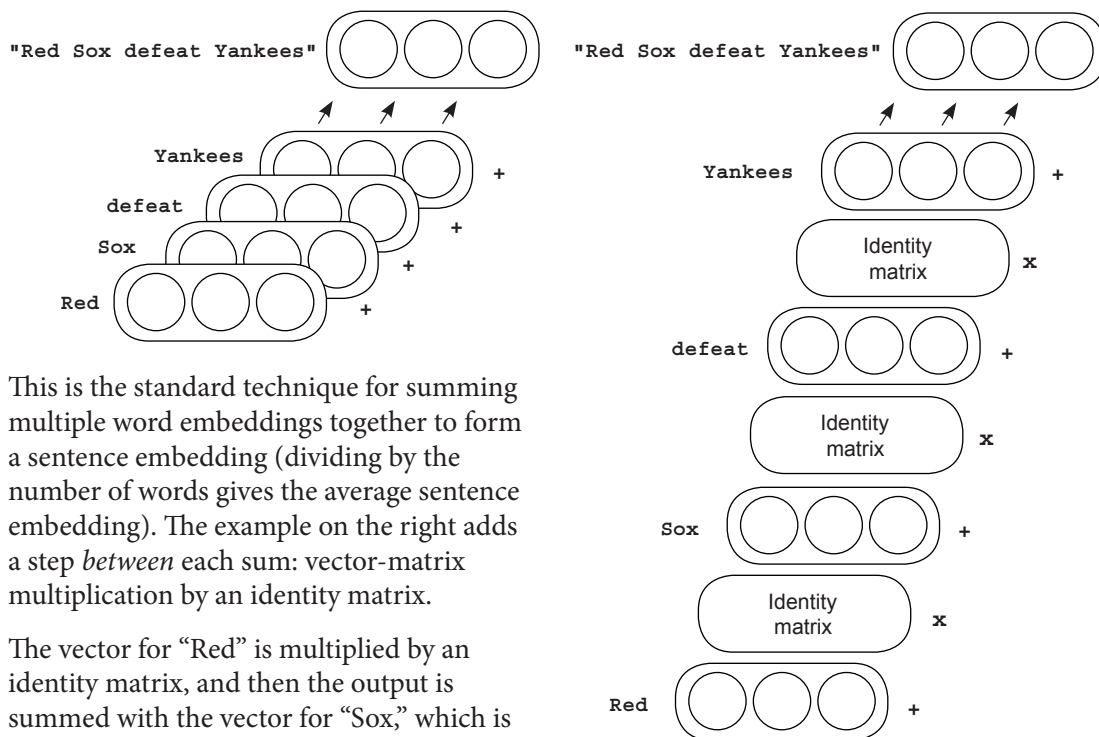 "Red Sox defeat Yankees"
Yankees
+
defeat
+
Sox
+
Red
+
This is the standard technique for summing
multiple word embeddings together to form
a sentence embedding (dividing by the
number of words gives the average sentence
embedding). The example on the right adds
a step between each sum: vector-matrix
multiplication by an identity matrix.
The vector for “Red” is multiplied by an
identity matrix, and then the output is
summed with the vector for “Sox,” which is
"Red Sox defeat Yankees"
Yankees +
Identity
matrix x
defeat +
Identity
matrix x
Sox +
Identity
matrix x
Red +